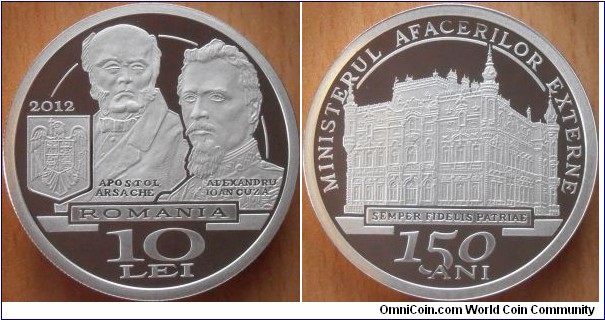 2012
APOSTOL
ARSACHE
ALEXANDRU
IOAN CUZA
ROMANIA
10
LEI
MINISTERUL AFACERILOR EXTERNE
SEMPER FIDELIS PATRIAE
150
ANI
OmniCoin.com World Coin Community